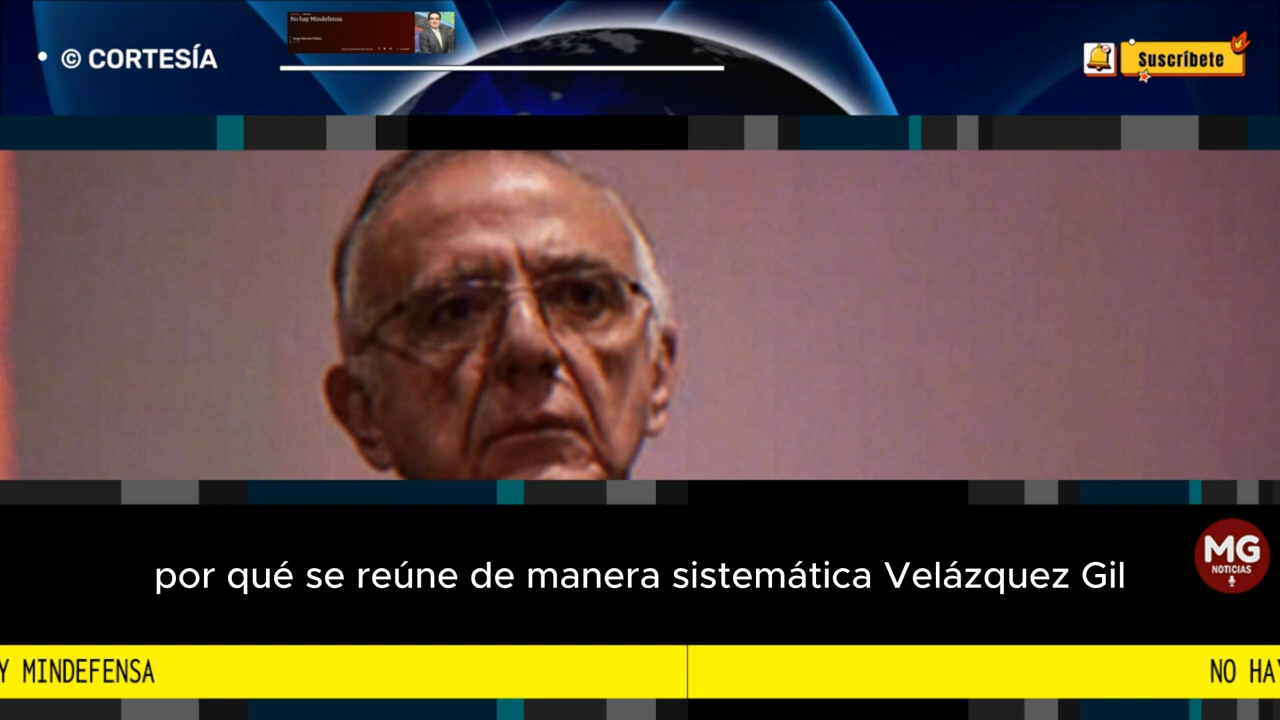 • © CORTESÍA
No hay Mindefensa
Suscríbete
por qué se reúne de manera sistemática Velázquez Gil
MG
NOTICIAS
Y MINDEFENSA
NO HAY